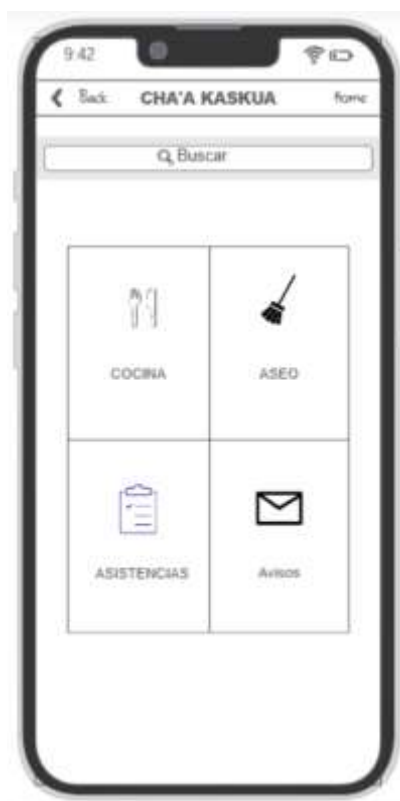 9:42
Back CHA'A KASKUA home
Buscar
COCINA ASEO
ASISTENCIAS Avisos